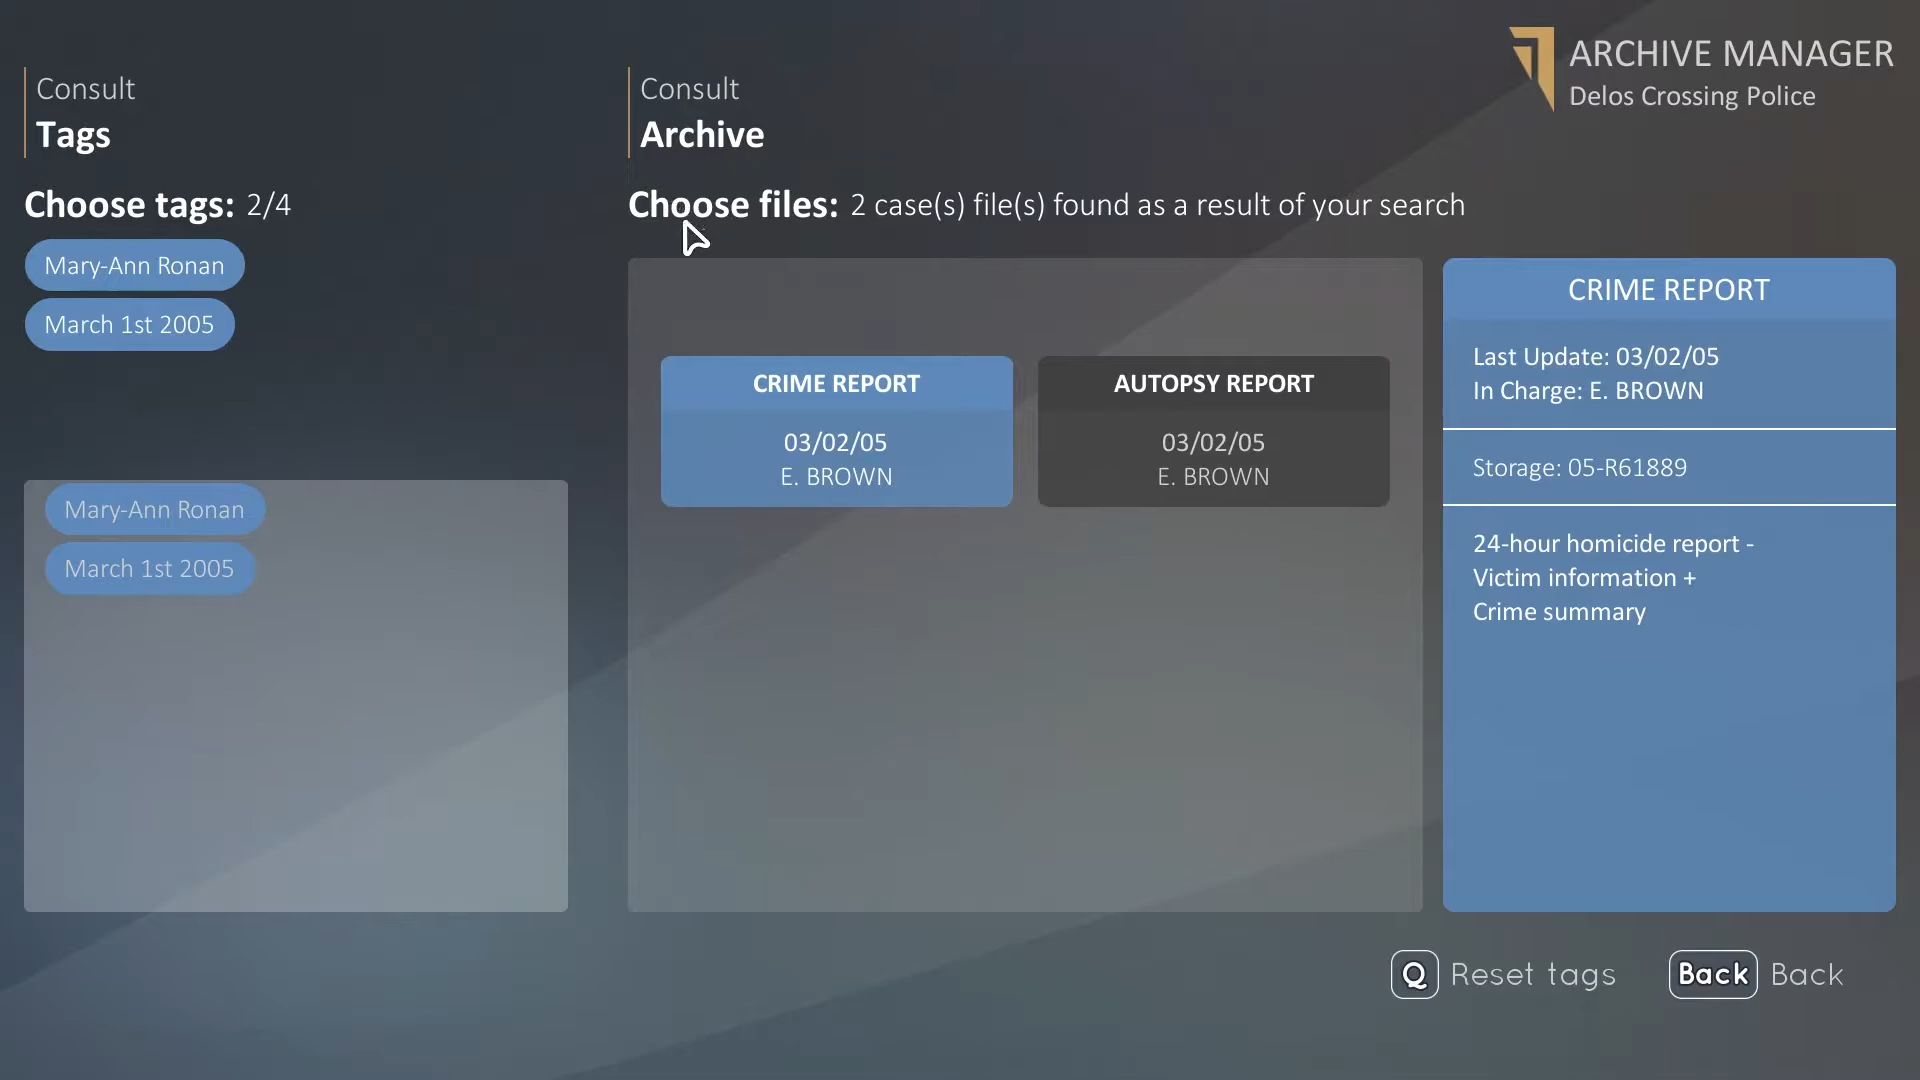 ARCHIVE MANAGER
Delos Crossing Police
Consult
Tags
Choose tags: 2/4
Mary-Ann Ronan
March 1st 2005
Mary-Ann Ronan
March 1st 2005
Consult
Archive
Choose files: 2 case(s) file(s) found as a result of your search
CRIME REPORT
03/02/05
E. BROWN
AUTOPSY REPORT
03/02/05
E. BROWN
CRIME REPORT
Last Update: 03/02/05
In Charge: E. BROWN
Storage: 05-R61889
24-hour homicide report -
Victim information +
Crime summary
Q Reset tags
Back Back